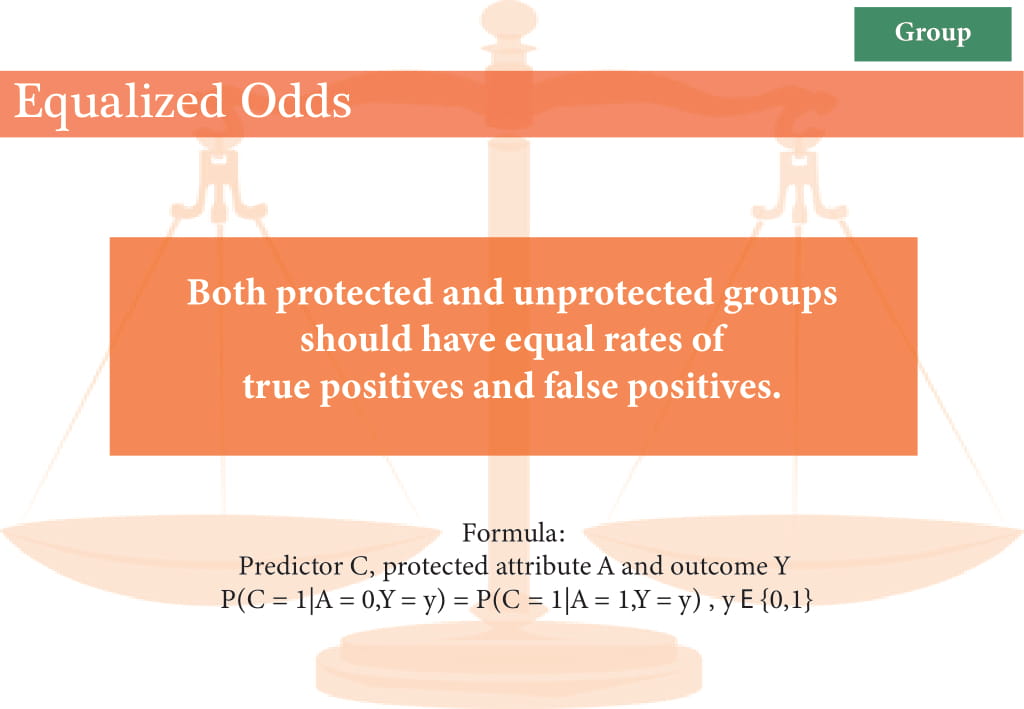 Group
Equalized Odds
Both protected and unprotected groups
should have equal rates of
true positives and false positives.
Formula:
Predictor C, protected attribute A and outcome Y
P(C = 1|A = 0,Y = y) = P(C = 1|A = 1,Y = y) , y E {0,1}